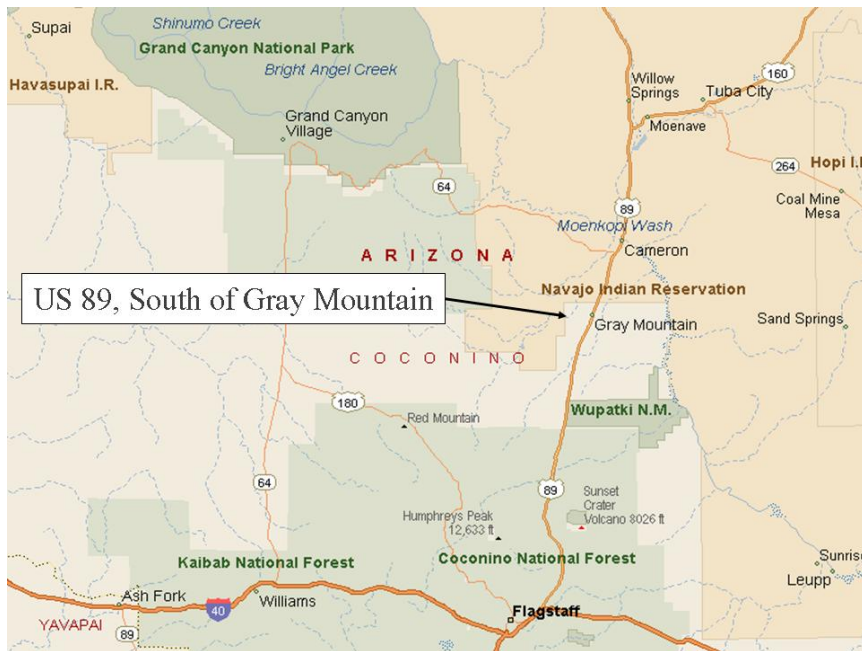 Supai
Shinumo Creek
Grand Canyon National Park
Bright Angel Creek
Havasupai I.R.
Grand Canyon
Village
160
Willow
Springs
Tuba City
Moenave
64
264
Hopi I.
Coal Mine
Mesa
89
Moenkopi Wash
Cameron
A R I Z O N A
Navajo Indian Reservation
US 89, South of Gray Mountain
Gray Mountain
Sand Springs
C O C O N I N O
180
Red Mountain
Wupatki N.M.
64
89
Sunset
Crater
Volcano 8026 ft
Humphreys Peak
12,633 ft
Kaibab National Forest
Coconino National Forest
Sunris
Leupp
Ash Fork
40
Williams
Flagstaff
YAVAPAI
89